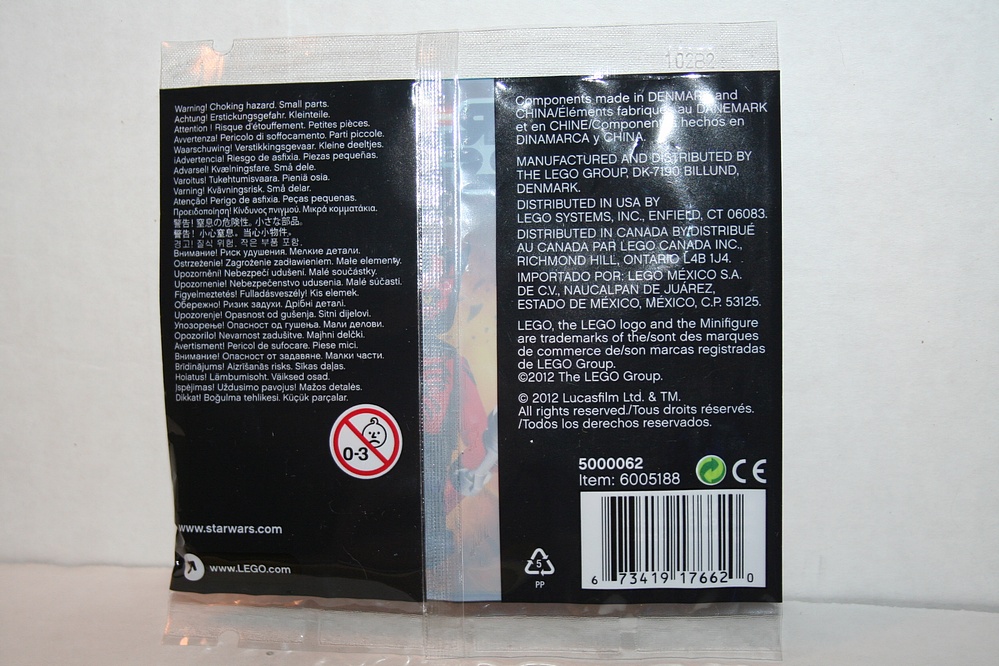 102B2
Warning! Choking hazard. Small parts.
Achtung! Erstickungsgefahr. Kleinteile.
Attention ! Risque d'étouffement. Petites pièces.
Avvertenza! Pericolo di soffocamento. Parti piccole.
Waarschuwing! Verstikkingsgevaar. Kleine deeltjes.
¡Advertencia! Riesgo de asfixia. Piezas pequeñas.
Advarsel! Kvælningsfare. Små dele.
Varoitus! Tukehtumisvaara. Pieniä osia.
Varning! Kvävningsrisk. Små delar.
Atenção! Perigo de asfixia. Peças pequenas.
Προειδοποίηση! Κίνδυνος πνιγμού. Μικρά κομματάκια.
警告! 窒息の危険性。小さな部品。
警告! 小心窒息。当心小物件。
경고! 질식 위험. 작은 부품 포함.
Внимание! Риск удушения. Мелкие детали.
Ostrzeżenie! Zagrożenie zadławieniem. Małe elementy.
Upozornění! Nebezpečí udušení. Malé součástky.
Upozornenie! Nebezpečenstvo udusenia. Malé súčasti.
Figyelmeztetés! Fulladásveszély! Kis elemek.
Обережно! Ризик задухи. Дрібні деталі.
Upozorenje! Opasnost od gušenja. Sitni dijelovi.
Упозорење! Опасност од гушења. Мали делови.
Opozorilo! Nevarnost zadušitve. Majhni delčki.
Avertisment! Pericol de sufocare. Piese mici.
Внимание! Опасност от задавяне. Малки части.
Brīdinājums! Aizrīšanās risks. Sīkas daļas.
Hoiatus! Lämbumisoht. Väiksed osad.
Įspėjimas! Uždusimo pavojus! Mažos detalės.
Dikkat! Boğulma tehlikesi. Küçük parçalar.
0-3
www.starwars.com
www.LEGO.com
Components made in DENMARK and
CHINA/Éléments fabriqués au DANEMARK
et en CHINE/Componentes hechos en
DINAMARCA y CHINA.
MANUFACTURED AND DISTRIBUTED BY
THE LEGO GROUP, DK-7190 BILLUND,
DENMARK.
DISTRIBUTED IN USA BY
LEGO SYSTEMS, INC., ENFIELD, CT 06083.
DISTRIBUTED IN CANADA BY/DISTRIBUÉ
AU CANADA PAR LEGO CANADA INC.,
RICHMOND HILL, ONTARIO L4B 1J4.
IMPORTADO POR: LEGO MÉXICO S.A.
DE C.V., NAUCALPAN DE JUÁREZ,
ESTADO DE MÉXICO, MÉXICO, C.P. 53125.
LEGO, the LEGO logo and the Minifigure
are trademarks of the/sont des marques
de commerce de/son marcas registradas
de LEGO Group.
©2012 The LEGO Group.
© 2012 Lucasfilm Ltd. & TM.
All rights reserved./Tous droits réservés.
/Todos los derechos reservados.
5000062
Item: 6005188
CE
5
PP
6 73419 17662 0